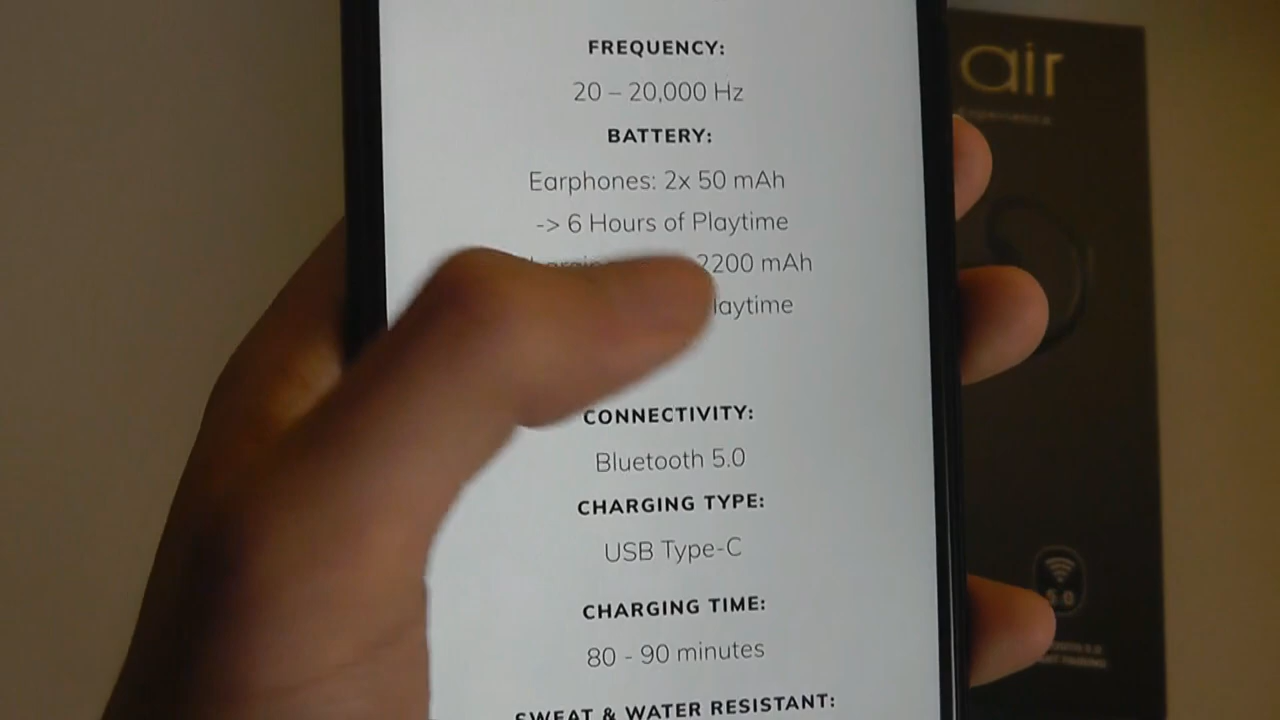 FREQUENCY:
20 – 20,000 Hz
BATTERY:
Earphones: 2x 50 mAh
-> 6 Hours of Playtime
2200 mAh
laytime
CONNECTIVITY:
Bluetooth 5.0
CHARGING TYPE:
USB Type-C
CHARGING TIME:
80 - 90 minutes
SWEAT & WATER RESISTANT:
air
5.0